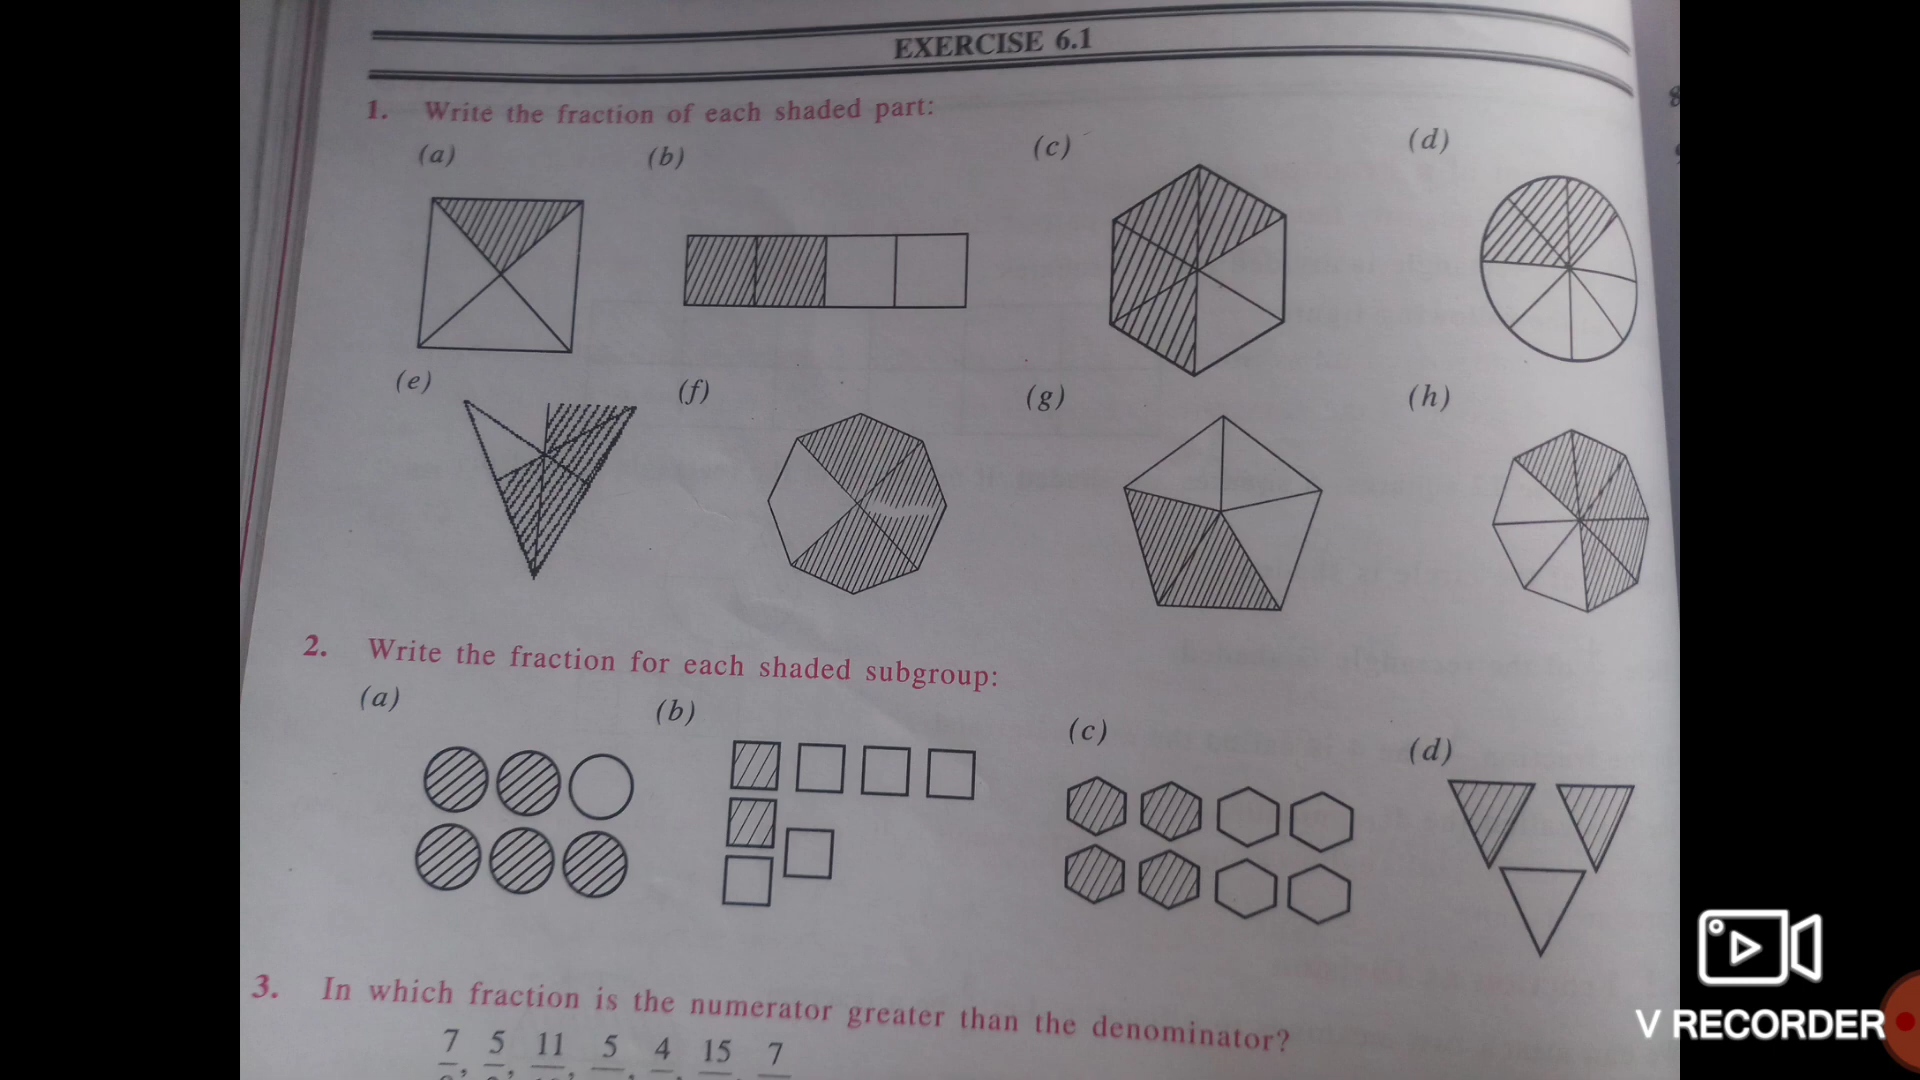 EXERCISE 6.1
1. Write the fraction of each shaded part:
(a) (b) (c) (d)
(e) (f) (g) (h)
2. Write the fraction for each shaded subgroup:
(a) (b) (c) (d)
3. In which fraction is the numerator greater than the denominator?
7, 5, 11, 5, 4, 15, 7
V RECORDER